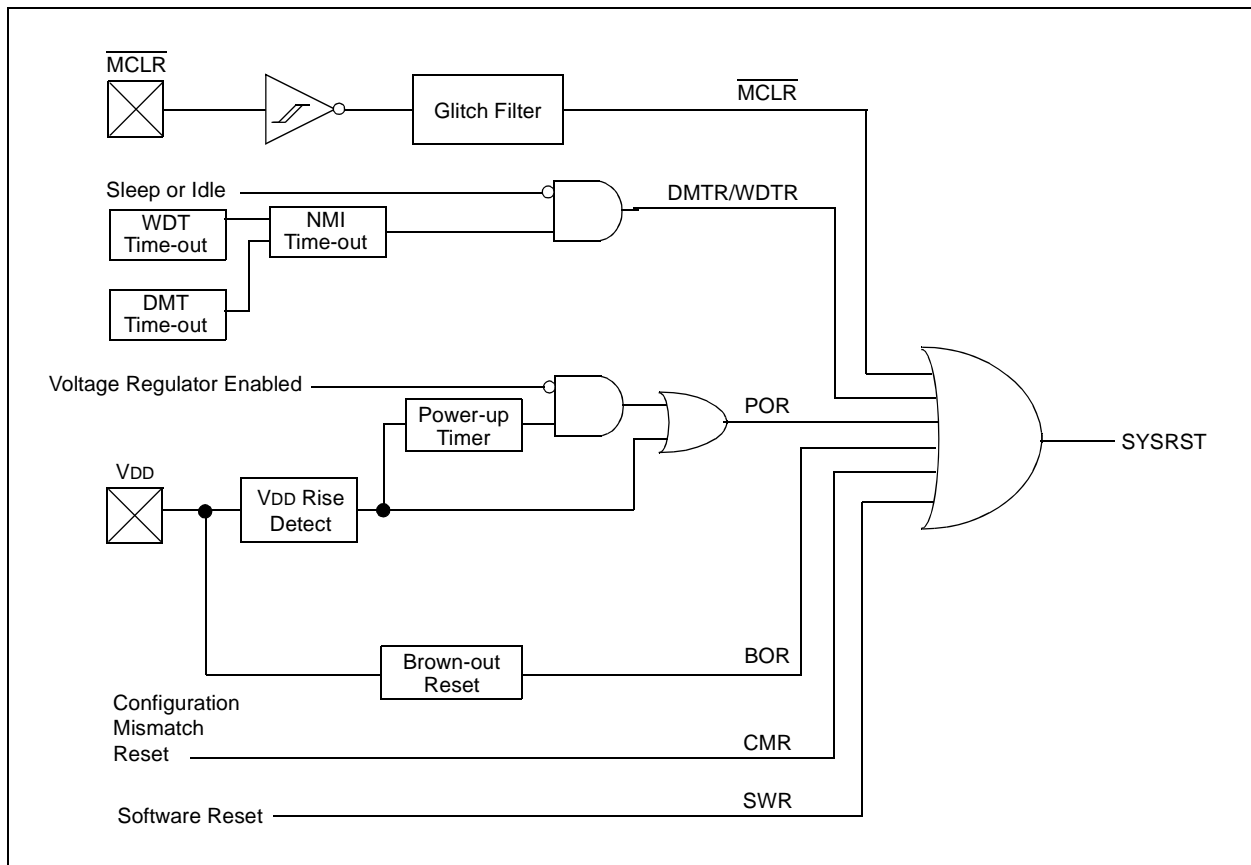 MCLR
Glitch Filter
MCLR
Sleep or Idle
DMTR/WDTR
WDT
Time-out
NMI
Time-out
DMT
Time-out
Voltage Regulator Enabled
Power-up
Timer
POR
SYSRST
VDD
VDD Rise
Detect
Brown-out
Reset
BOR
Configuration
Mismatch
Reset
CMR
SWR
Software Reset